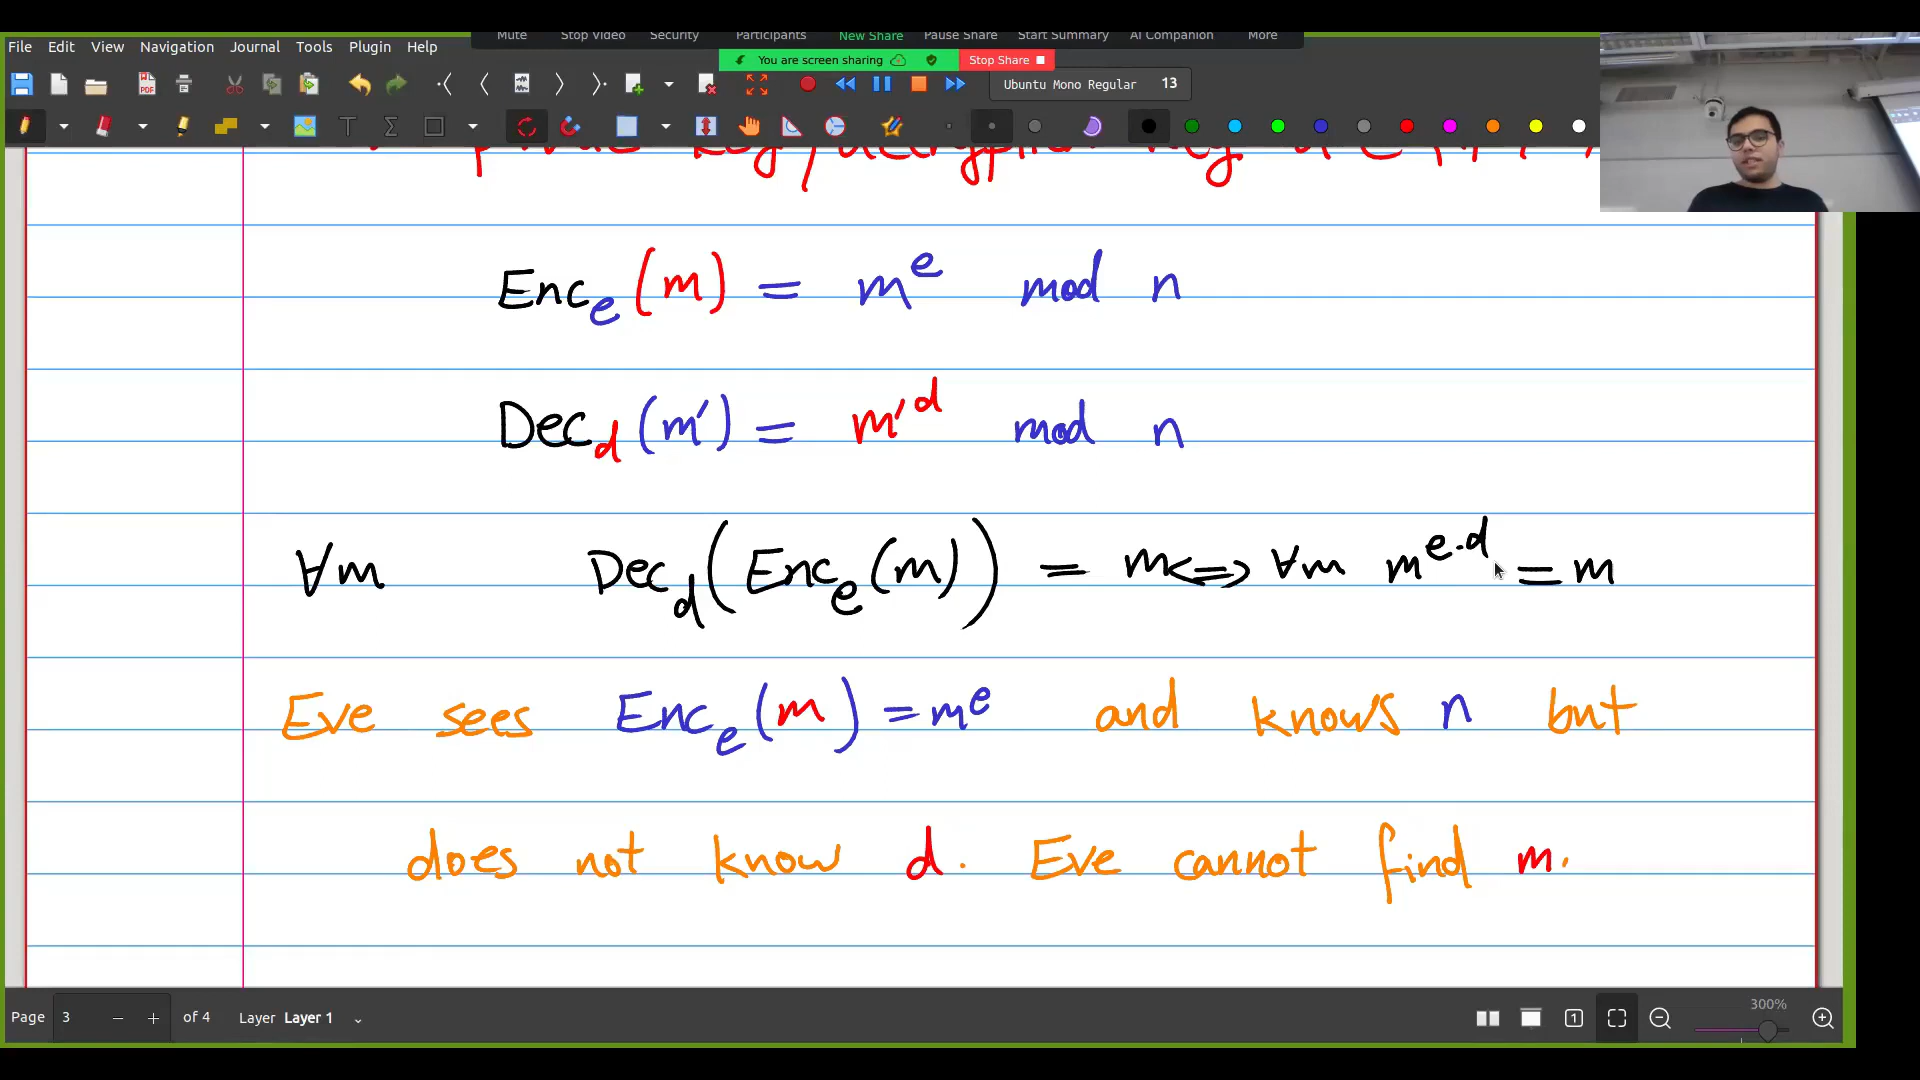 Mute Stop Video Security Participants New Share Pause Share Start Summary AI Companion More
File Edit View Navigation Journal Tools Plugin Help
You are screen sharing Stop Share
Ubuntu Mono Regular 13
Enc_e (m) = m^e mod n
Dec_d (m') = m'^d mod n
∀m Dec_d(Enc_e(m)) = m <=> ∀m m^{e·d} = m
Eve sees Enc_e(m) = m^e and knows n but
does not know d. Eve cannot find m.
Page 3 of 4 Layer Layer 1 300%